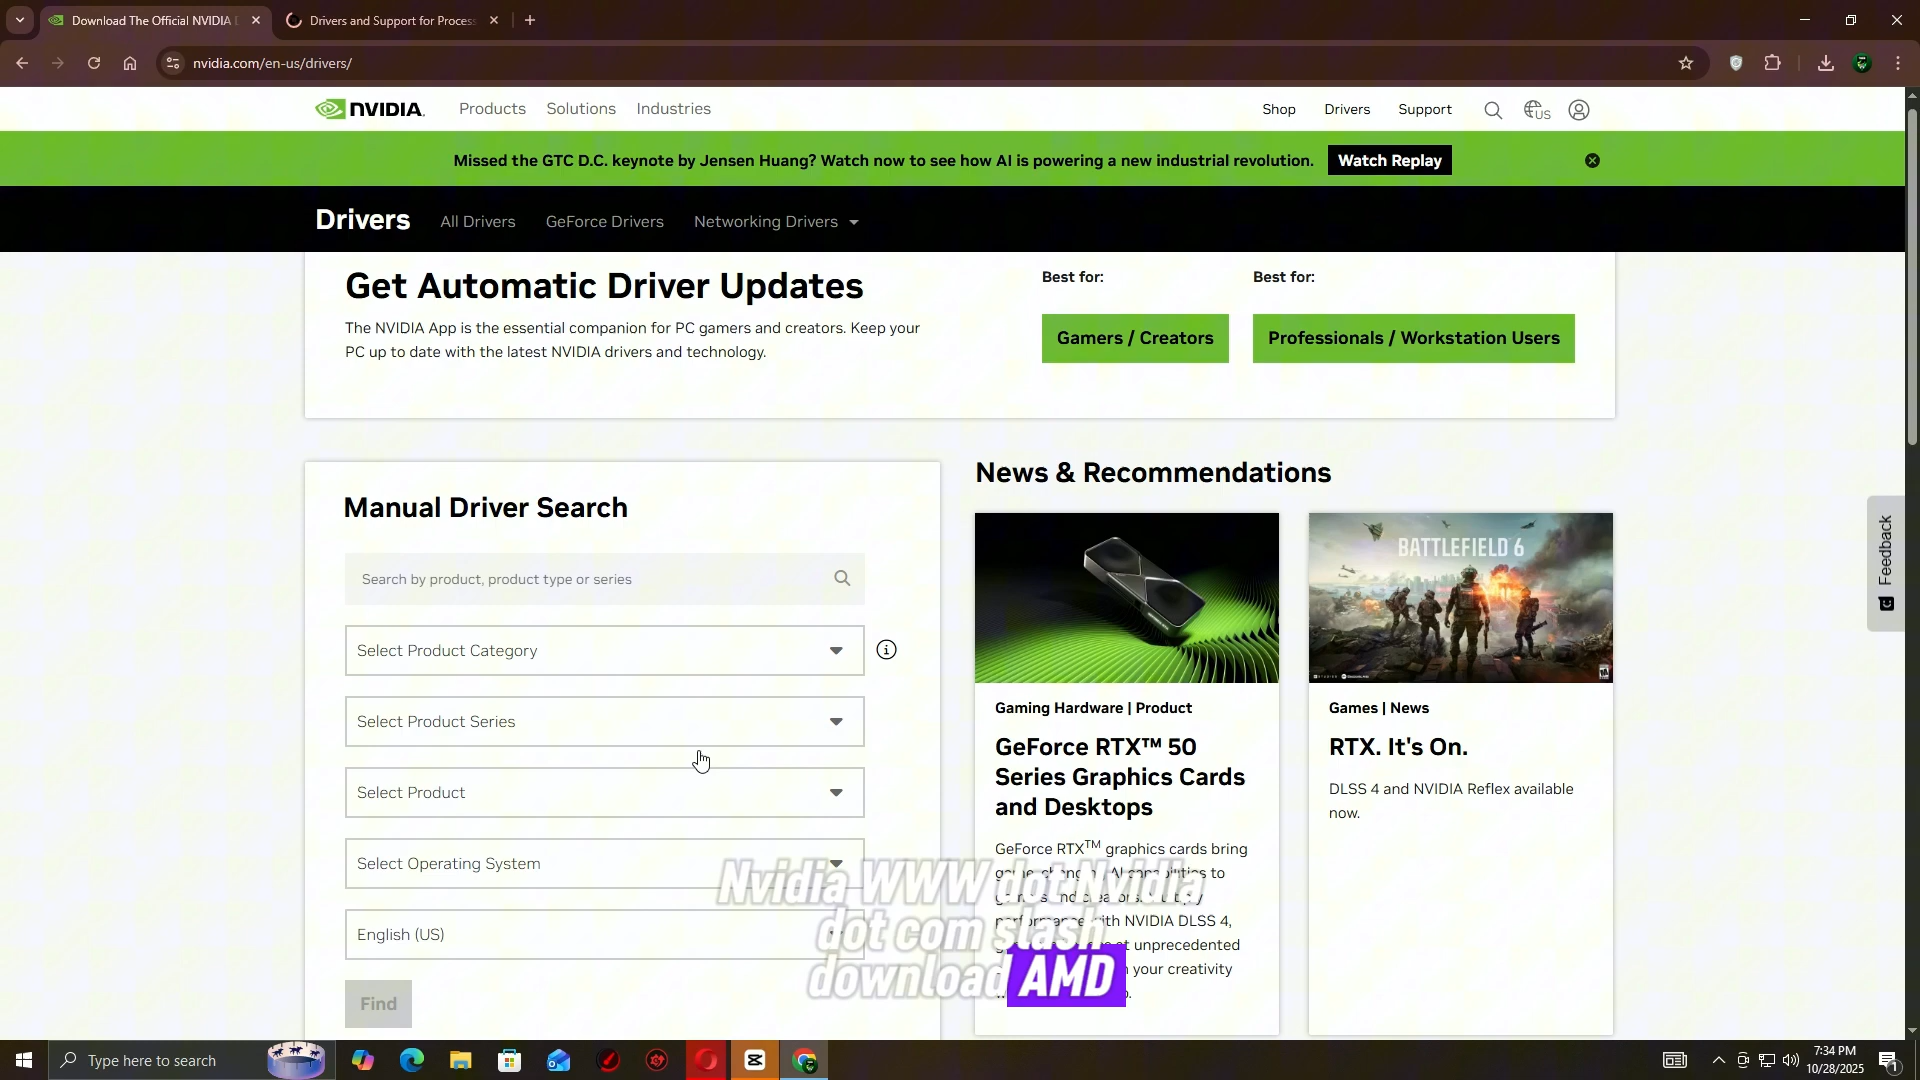 Download The Official NVIDIA D
Drivers and Support for Process
nvidia.com/en-us/drivers/
NVIDIA.
Products
Solutions
Industries
Shop
Drivers
Support
US
Missed the GTC D.C. keynote by Jensen Huang? Watch now to see how AI is powering a new industrial revolution.
Watch Replay
Drivers
All Drivers
GeForce Drivers
Networking Drivers
Get Automatic Driver Updates
The NVIDIA App is the essential companion for PC gamers and creators. Keep your
PC up to date with the latest NVIDIA drivers and technology.
Best for:
Gamers / Creators
Best for:
Professionals / Workstation Users
Manual Driver Search
Search by product, product type or series
Select Product Category
Select Product Series
Select Product
Select Operating System
English (US)
Find
News & Recommendations
Gaming Hardware | Product
GeForce RTX™ 50
Series Graphics Cards
and Desktops
GeForce RTX™ graphics cards bring
AI capabilities to
with NVIDIA DLSS 4,
unprecedented
your creativity
BATTLEFIELD 6
Games | News
RTX. It's On.
DLSS 4 and NVIDIA Reflex available
now.
Feedback
Nvidia WWW dot Nvidia
dot com slash
download AMD
Type here to search
7:34 PM
10/28/2025
1